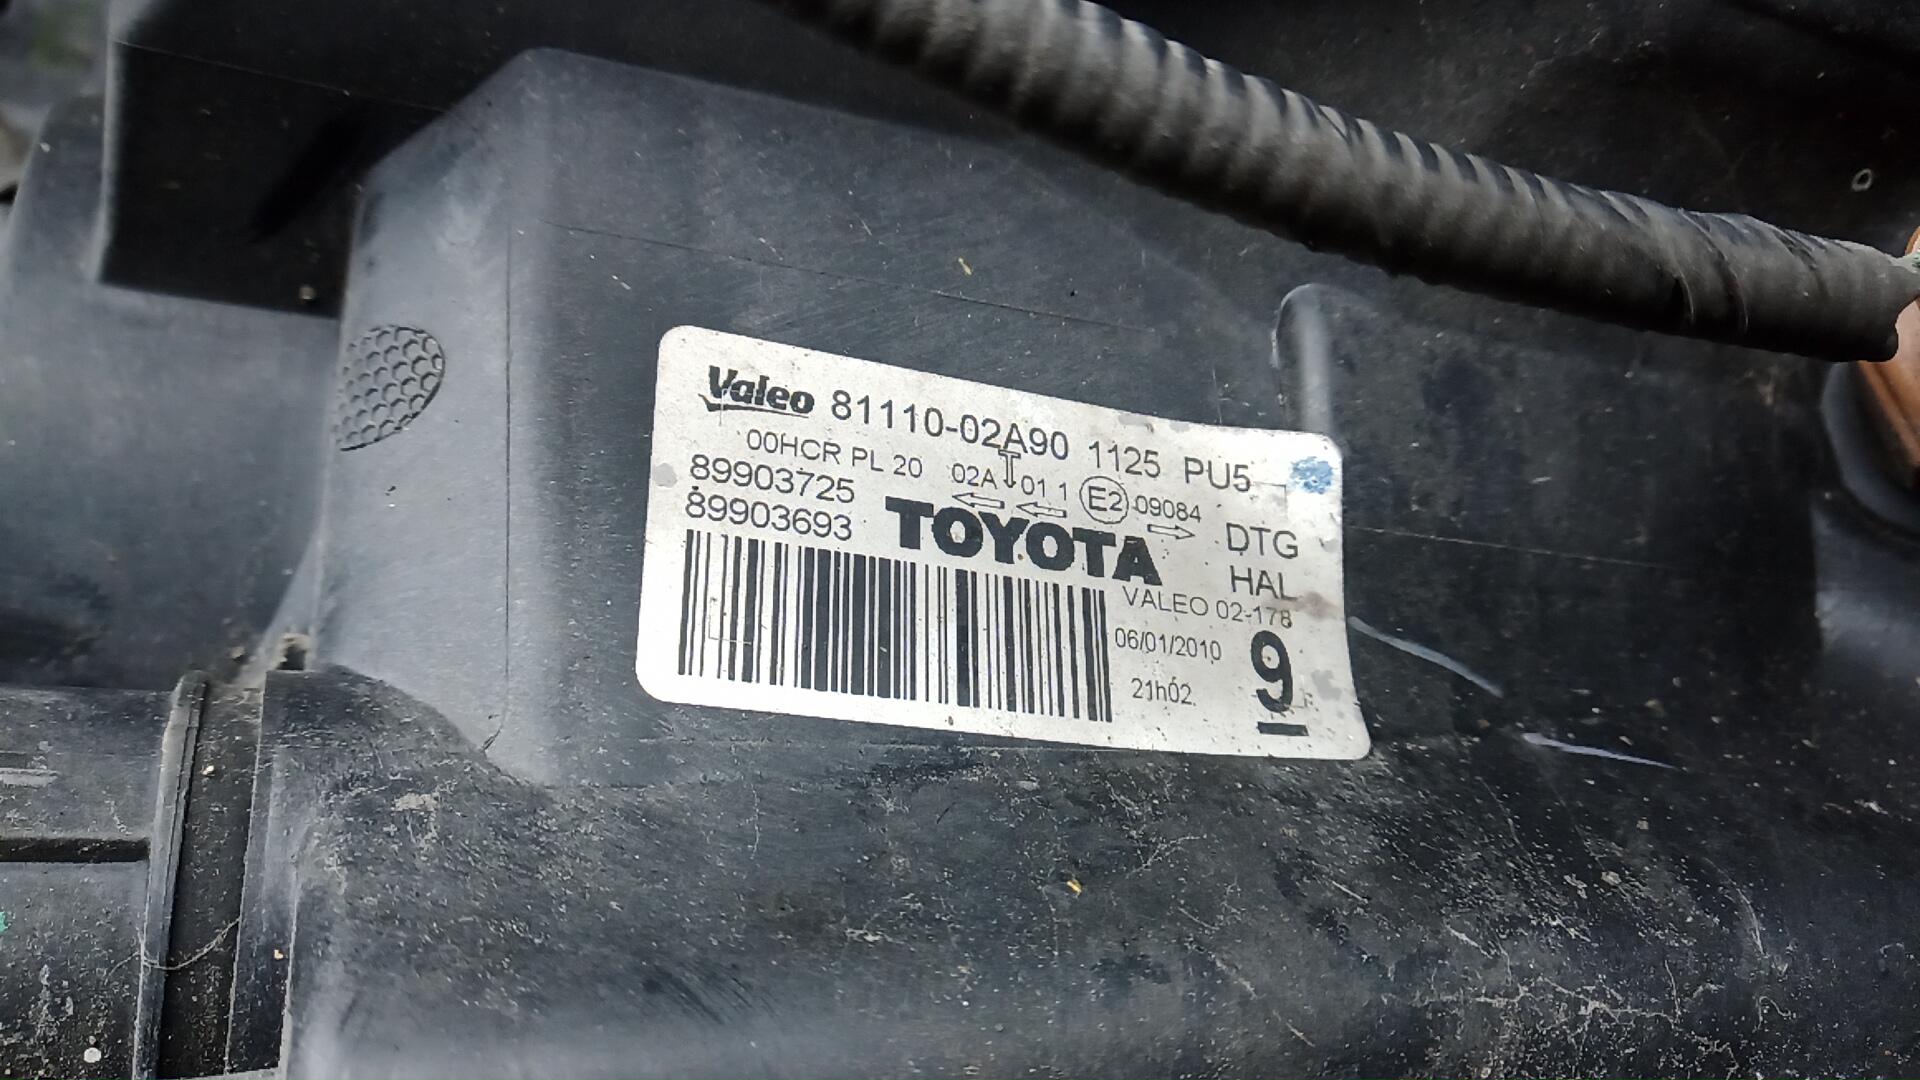 Valeo 81110-02A90 1125 PU5
00HCR PL 20 02A 01 1 E2 09084
89903725
89903693 TOYOTA DTG
HAL
VALEO 02-178
06/01/2010 9
21h02